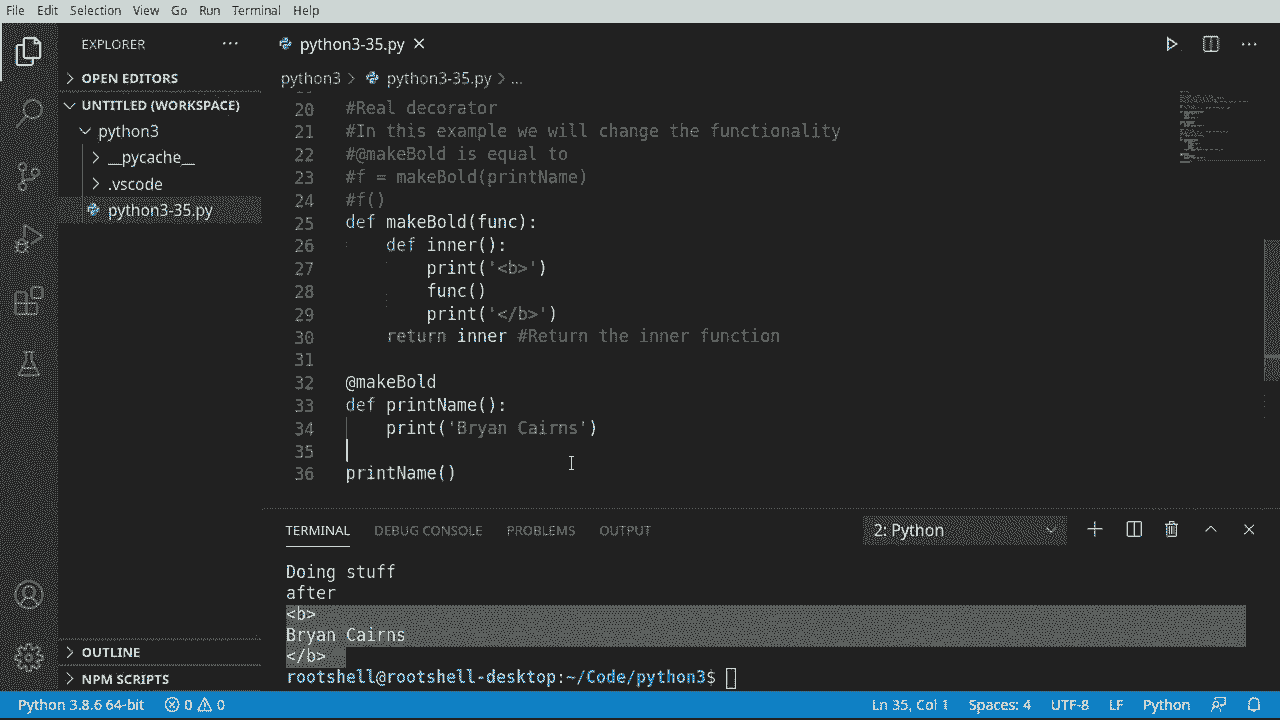 File Edit Selection View Go Run Terminal Help
EXPLORER ···
python3-35.py
OPEN EDITORS
UNTITLED (WORKSPACE)
python3
__pycache__
.vscode
python3-35.py
OUTLINE
NPM SCRIPTS
python3 > python3-35.py > ...
20 #Real decorator
21 #In this example we will change the functionality
22 #@makeBold is equal to
23 #f = makeBold(printName)
24 #f()
25 def makeBold(func):
26 def inner():
27 print('<b>')
28 func()
29 print('</b>')
30 return inner #Return the inner function
31
32 @makeBold
33 def printName():
34 print('Bryan Cairns')
35
36 printName()
TERMINAL DEBUG CONSOLE PROBLEMS OUTPUT 2: Python
Doing stuff
after
<b>
Bryan Cairns
</b>
rootshell@rootshell-desktop:~/Code/python3$
Python 3.8.6 64-bit 0 0 Ln 35, Col 1 Spaces: 4 UTF-8 LF Python